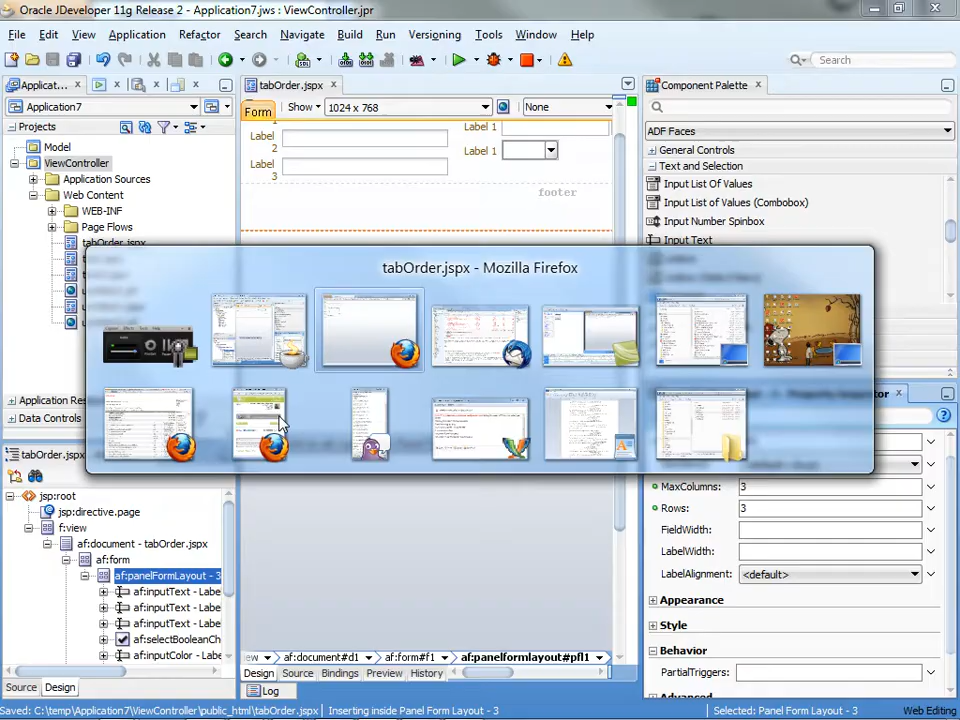 Oracle JDeveloper 11g Release 2 - Application7.jws : ViewController.jpr
File Edit View Application Refactor Search Navigate Build Run Versioning Tools Window Help
Search
Applicat...
tabOrder.jspx
Component Palette
Application7
Form
Show
1024 x 768
None
Projects
Label 2
Label 1
Label 1
Label 3
footer
ADF Faces
General Controls
Text and Selection
Input List Of Values
Input List of Values (Combobox)
Input Number Spinbox
Input Text
Model
ViewController
Application Sources
Web Content
WEB-INF
Page Flows
tabOrder.jspx
tabOrder.jspx - Mozilla Firefox
Application Res
Data Controls
tabOrder.jspx
jsp:root
jsp:directive.page
f:view
af:document - tabOrder.jspx
af:form
af:panelFormLayout - 3
af:inputText - Labe
af:inputText - Labe
af:inputText - Labe
af:selectBooleanCh
af:inputColor - Labe
MaxColumns: 3
Rows: 3
FieldWidth:
LabelWidth:
LabelAlignment: <default>
Appearance
Style
Behavior
PartialTriggers:
Advanced
ew af:document#d1 af:form#f1 af:panelformlayout#pfl1
Source Design
Design Source Bindings Preview History
Log
Saved: C:\temp\Application7\ViewController\public_html\tabOrder.jspx
Inserting inside Panel Form Layout - 3
Selected: Panel Form Layout - 3
Web Editing